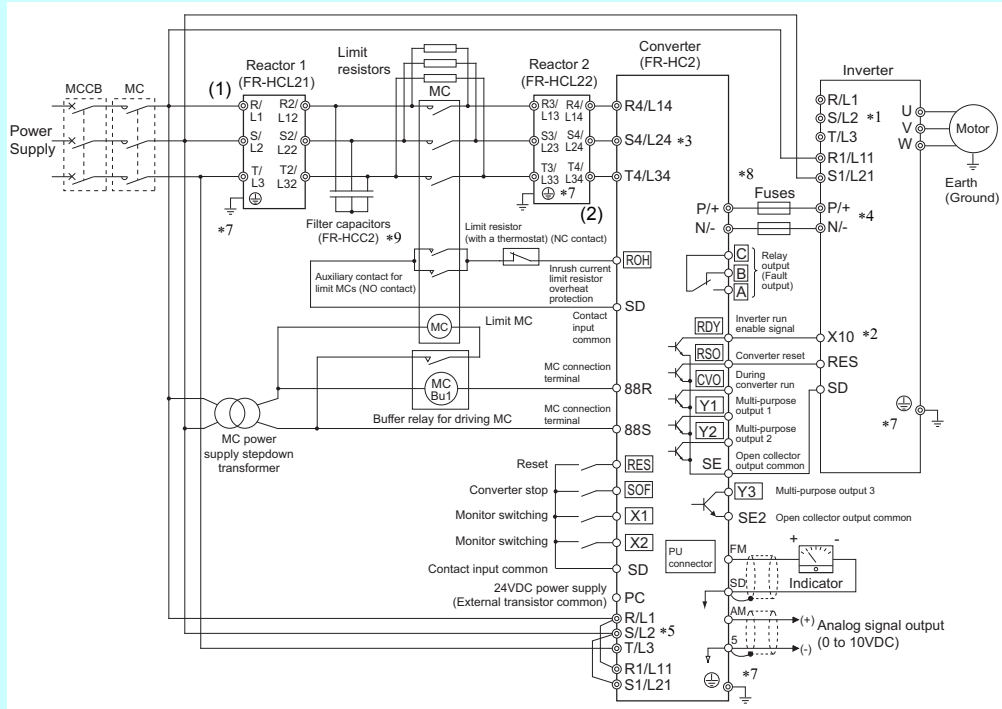 Reactor 1
(FR-HCL21)
Limit
resistors
Reactor 2
(FR-HCL22)
Converter
(FR-HC2)
Inverter
MCCB
MC
(1)
MC
Power
Supply
R/
L1
R2/
L12
S/
L2
S2/
L22
T/
L3
T2/
L32
*7
Filter capacitors
(FR-HCC2) *9
R3/
L13
R4/
L14
S3/
L23
S4/
L24
T3/
L33
T4/
L34
*7
(2)
R4/L14
S4/L24 *3
T4/L34
*8
Fuses
P/+
N/-
R/L1
S/L2 *1
T/L3
R1/L11
S1/L21
P/+
N/-
*4
U
V
W
Motor
Earth
(Ground)
Limit resistor
(with a thermostat) (NC contact)
Auxiliary contact for
limit MCs (NO contact)
Inrush current
limit resistor
overheat
protection
ROH
SD
Contact
input
common
C
B
A
Relay
output
(Fault
output)
MC
Limit MC
RDY
Inverter run
enable signal
X10 *2
RSO
Converter reset
RES
CVO
During
converter run
SD
Y1
Multi-purpose
output 1
Y2
Multi-purpose
output 2
SE
Open collector
output common
*7
MC
Bu1
Buffer relay for driving MC
MC connection
terminal
88R
MC connection
terminal
88S
MC power
supply stepdown
transformer
Reset
RES
Converter stop
SOF
Monitor switching
X1
Monitor switching
X2
Contact input common
SD
24VDC power supply
(External transistor common)
PC
Y3
Multi-purpose output 3
SE2
Open collector output common
PU
connector
FM
SD
+
-
Indicator
AM
5
(+)
(-)
Analog signal output
(0 to 10VDC)
R/L1
S/L2 *5
T/L3
R1/L11
S1/L21
*7